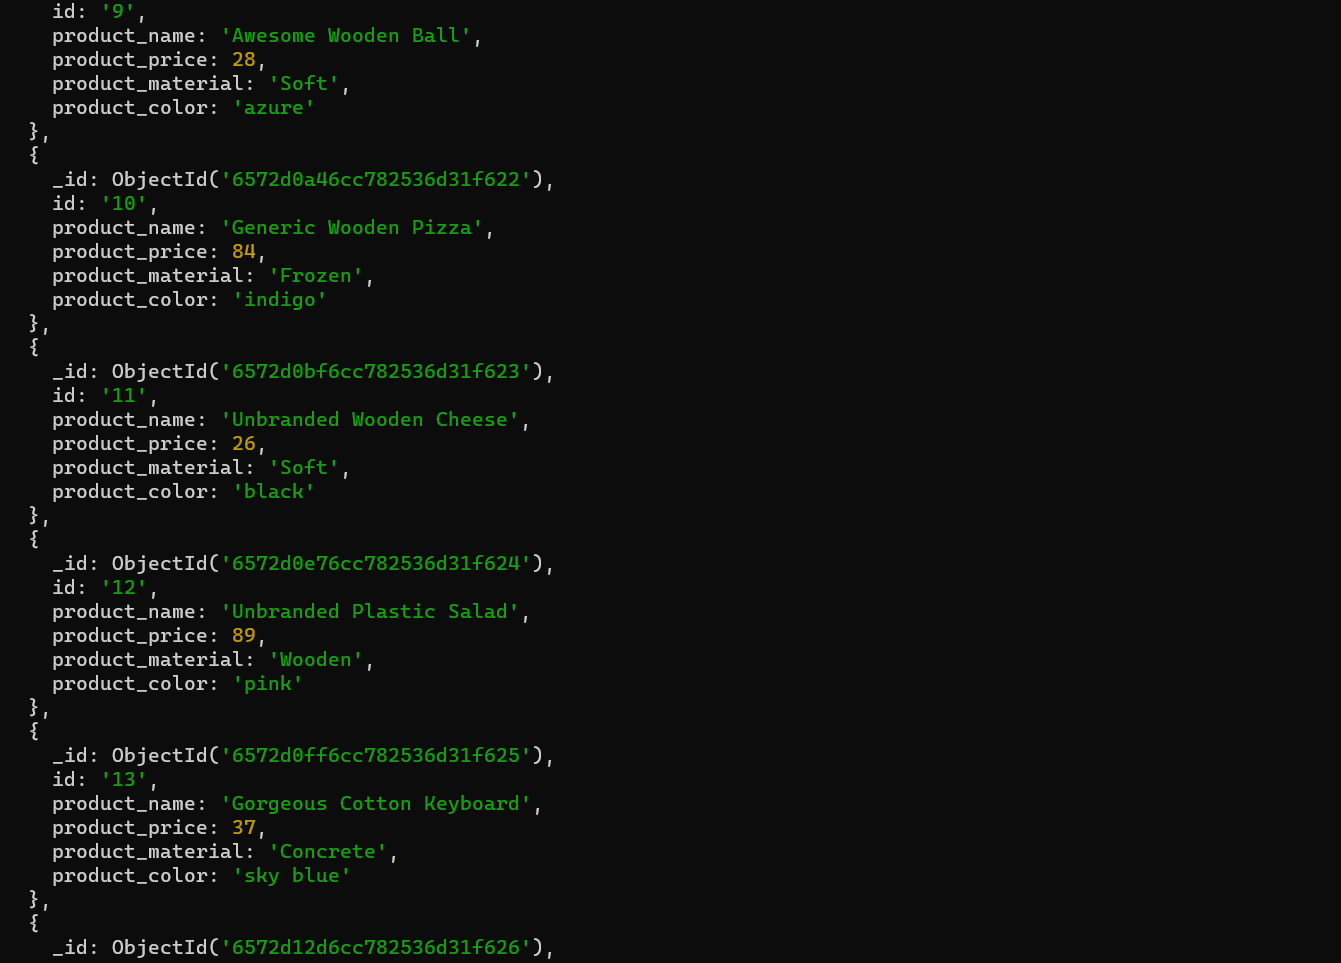 id: '9',
product_name: 'Awesome Wooden Ball',
product_price: 28,
product_material: 'Soft',
product_color: 'azure'
},
{
_id: ObjectId('6572d0a46cc782536d31f622'),
id: '10',
product_name: 'Generic Wooden Pizza',
product_price: 84,
product_material: 'Frozen',
product_color: 'indigo'
},
{
_id: ObjectId('6572d0bf6cc782536d31f623'),
id: '11',
product_name: 'Unbranded Wooden Cheese',
product_price: 26,
product_material: 'Soft',
product_color: 'black'
},
{
_id: ObjectId('6572d0e76cc782536d31f624'),
id: '12',
product_name: 'Unbranded Plastic Salad',
product_price: 89,
product_material: 'Wooden',
product_color: 'pink'
},
{
_id: ObjectId('6572d0ff6cc782536d31f625'),
id: '13',
product_name: 'Gorgeous Cotton Keyboard',
product_price: 37,
product_material: 'Concrete',
product_color: 'sky blue'
},
{
_id: ObjectId('6572d12d6cc782536d31f626'),